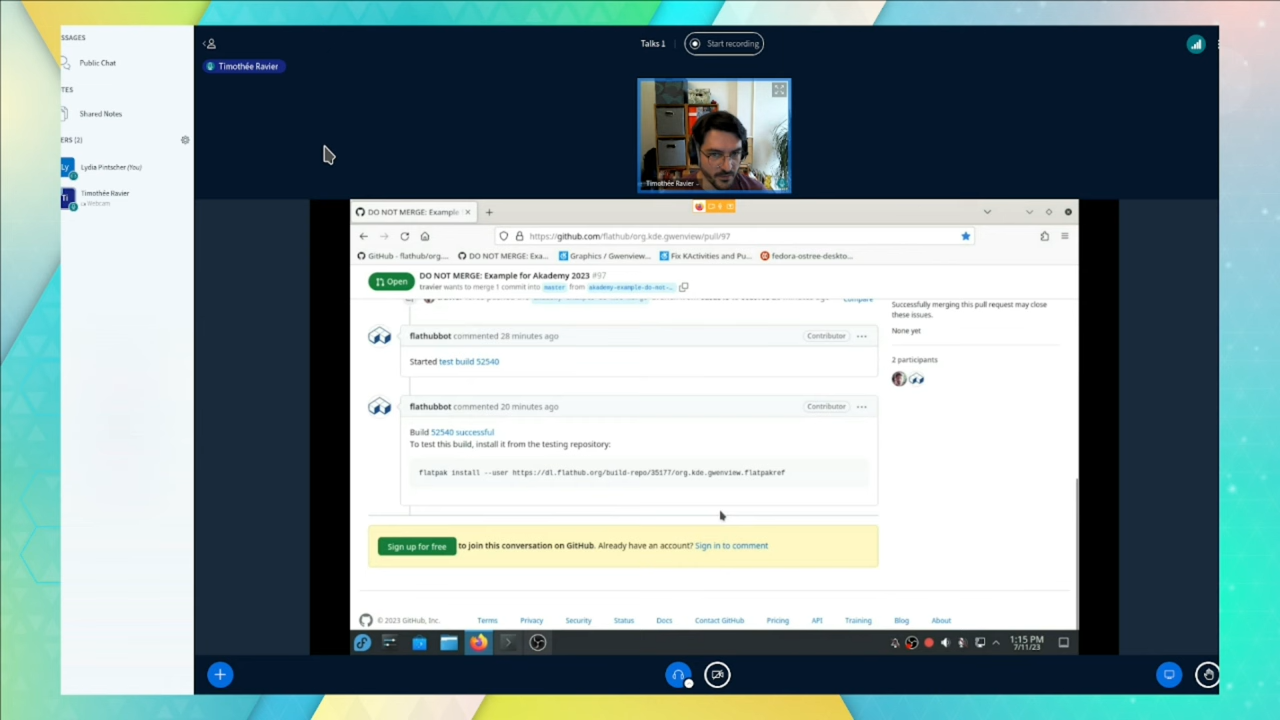 SSAGES
Public Chat
TES
Shared Notes
ERS (2)
Ly
Lydia Pintscher (You)
Ti
Timothée Ravier
Webcam
Timothée Ravier
Talks 1
Start recording
Timothée Ravier
DO NOT MERGE: Example
https://github.com/flathub/org.kde.gwenview/pull/97
GitHub - flathub/org....
DO NOT MERGE: Exa...
Graphics / Gwenview...
Fix KActivities and Pu...
fedora-ostree-deskto...
Open
DO NOT MERGE: Example for Akademy 2023 #97
travier wants to merge 1 commit into master from akademy-example-do-not-...
Compare
Successfully merging this pull request may close
these issues.
None yet
2 participants
flathubbot commented 28 minutes ago
Contributor
Started test build 52540
flathubbot commented 20 minutes ago
Contributor
Build 52540 successful
To test this build, install it from the testing repository:
flatpak install --user https://dl.flathub.org/build-repo/35177/org.kde.gwenview.flatpakref
Sign up for free to join this conversation on GitHub. Already have an account? Sign in to comment
© 2023 GitHub, Inc.
Terms
Privacy
Security
Status
Docs
Contact GitHub
Pricing
API
Training
Blog
About
1:15 PM
7/11/23